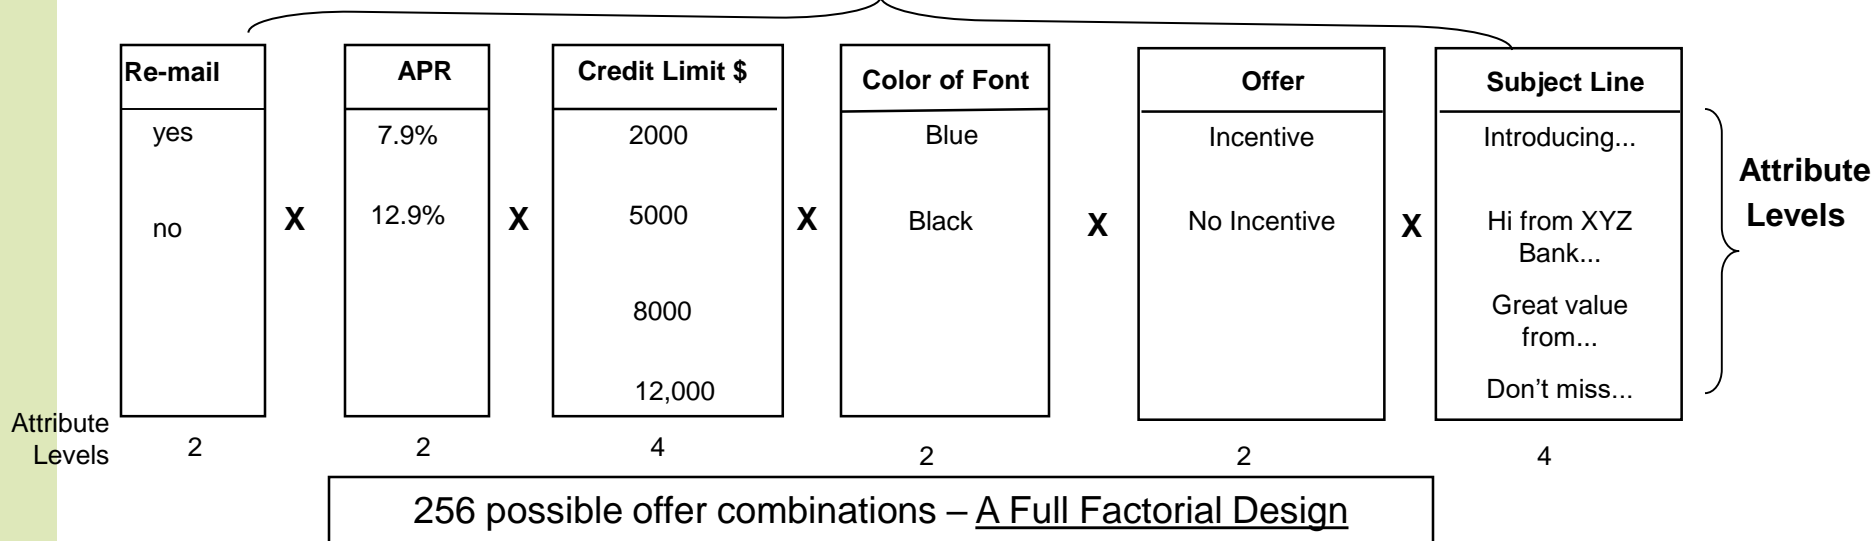 Re-mail
APR
Credit Limit $
Color of Font
Offer
Subject Line
yes
7.9%
2000
Blue
Incentive
Introducing...
no
X
12.9%
X
5000
X
Black
X
No Incentive
X
Hi from XYZ
Bank...
8000
Great value
from...
12,000
Don't miss...
Attribute
Levels
Attribute
Levels
2
2
4
2
2
4
256 possible offer combinations – A Full Factorial Design